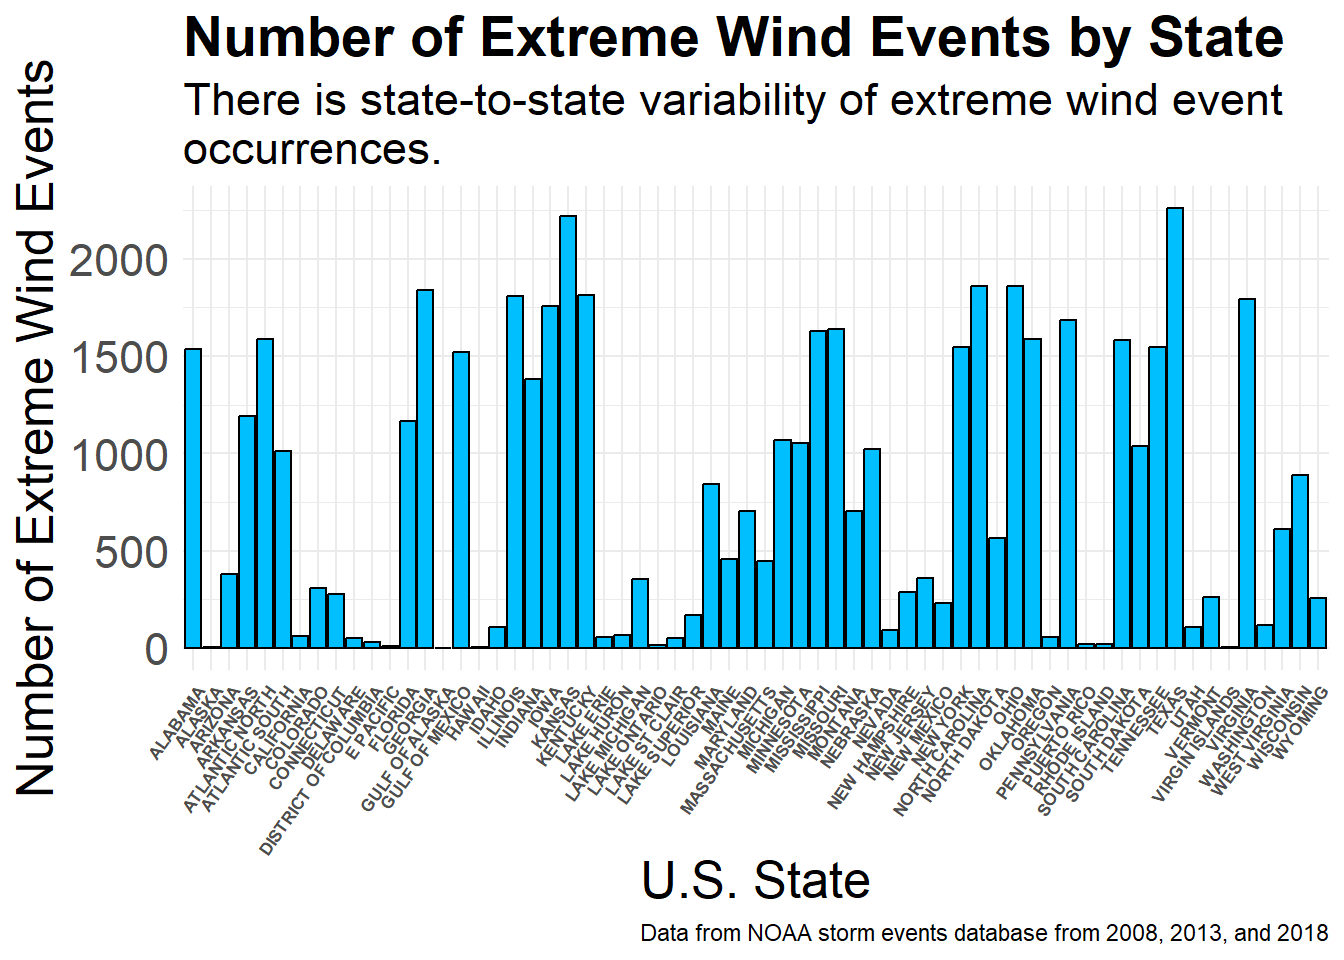 Number of Extreme Wind Events by State
There is state-to-state variability of extreme wind event
occurrences.
Number of Extreme Wind Events
2000
1500
1000
500
0
ALABAMA
ALASKA
ARIZONA
ARKANSAS
ATLANTIC NORTH
ATLANTIC SOUTH
CALIFORNIA
COLORADO
CONNECTICUT
DELAWARE
DISTRICT OF COLUMBIA
E PACIFIC
FLORIDA
GEORGIA
GULF OF ALASKA
GULF OF MEXICO
HAWAII
IDAHO
ILLINOIS
INDIANA
IOWA
KANSAS
KENTUCKY
LAKE ERIE
LAKE HURON
LAKE MICHIGAN
LAKE ONTARIO
LAKE ST CLAIR
LAKE SUPERIOR
LOUISIANA
MAINE
MARYLAND
MASSACHUSETTS
MICHIGAN
MINNESOTA
MISSISSIPPI
MISSOURI
MONTANA
NEBRASKA
NEVADA
NEW HAMPSHIRE
NEW JERSEY
NEW MEXICO
NEW YORK
NORTH CAROLINA
NORTH DAKOTA
OHIO
OKLAHOMA
OREGON
PENNSYLVANIA
PUERTO RICO
RHODE ISLAND
SOUTH CAROLINA
SOUTH DAKOTA
TENNESSEE
TEXAS
UTAH
VERMONT
VIRGIN ISLANDS
VIRGINIA
WASHINGTON
WEST VIRGINIA
WISCONSIN
WYOMING
U.S. State
Data from NOAA storm events database from 2008, 2013, and 2018